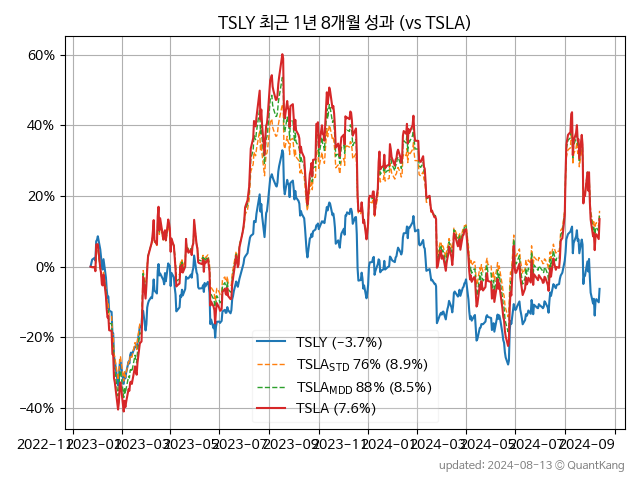 TSLY 최근 1년 8개월 성과 (vs TSLA)
60%
40%
20%
0%
−20%
−40%
TSLY (−3.7%)
TSLA_STD 76% (8.9%)
TSLA_MDD 88% (8.5%)
TSLA (7.6%)
2022−11 2023−01 2023−03 2023−05 2023−07 2023−09 2023−11 2024−01 2024−03 2024−05 2024−07 2024−09
updated: 2024-08-13 © QuantKang